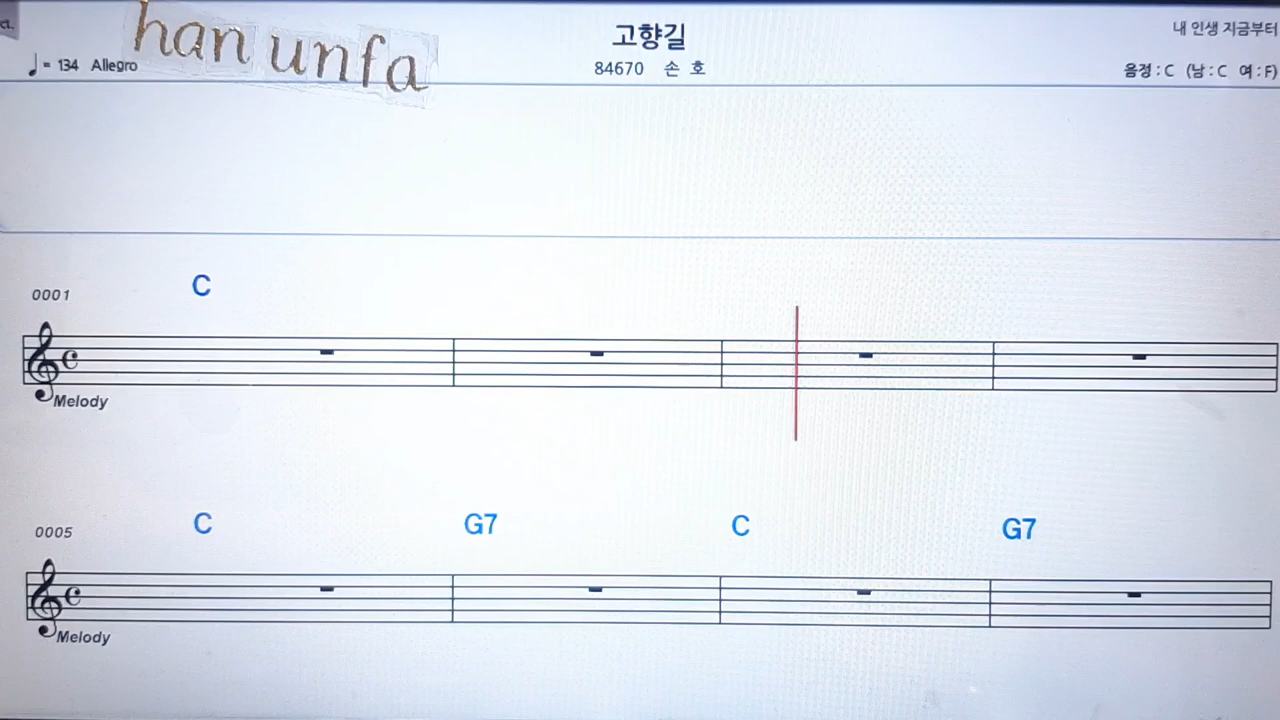 han unfa
고향길
내 인생 지금부터
♩= 134 Allegro
84670 손 호
음정 : C (남 : C 여 : F)
C
0001
Melody
C G7 C G7
0005
Melody